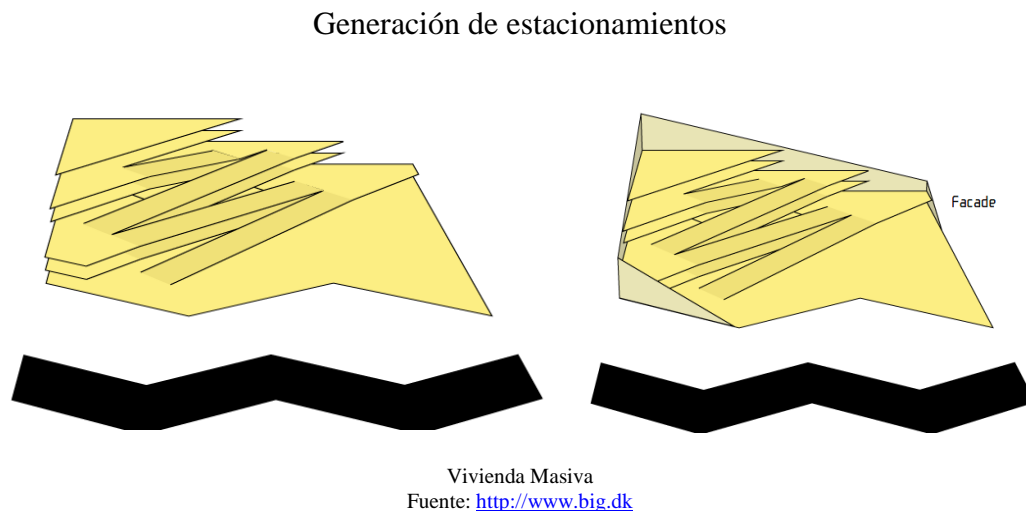 Generación de estacionamientos
Facade
Vivienda Masiva
Fuente: http://www.big.dk